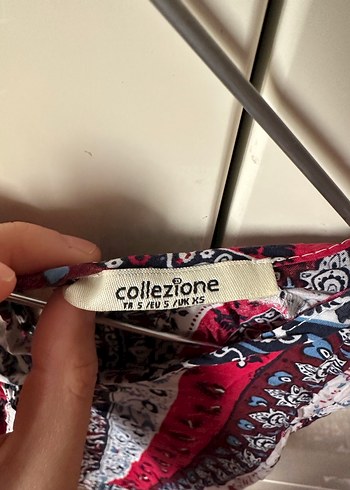 collezione
TR S /EU S /UK XS